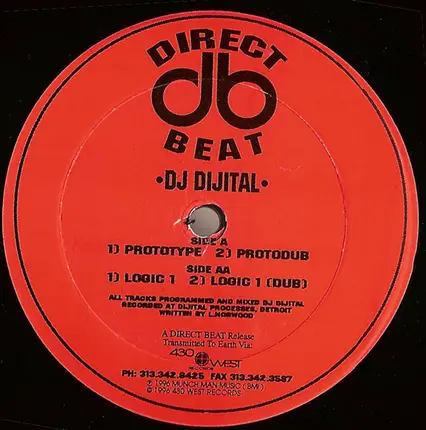 DIRECT
db
BEAT
•DJ DIJITAL•
SIDE A
1) PROTOTYPE 2) PROTODUB
SIDE AA
1) LOGIC 1 2) LOGIC 1 (DUB)
ALL TRACKS PROGRAMMED AND MIXED DJ DIJITAL
RECORDED AT DIJITAL PROCESSES, DETROIT
WRITTEN BY L.NORWOOD
A DIRECT BEAT Release
Transmitted To Earth Via:
430 WEST
RECORDS
PH: 313.342.6425 FAX 313.342.3587
℗ 1996 MUNCH MAN MUSIC (BMI)
© 1996 430 WEST RECORDS